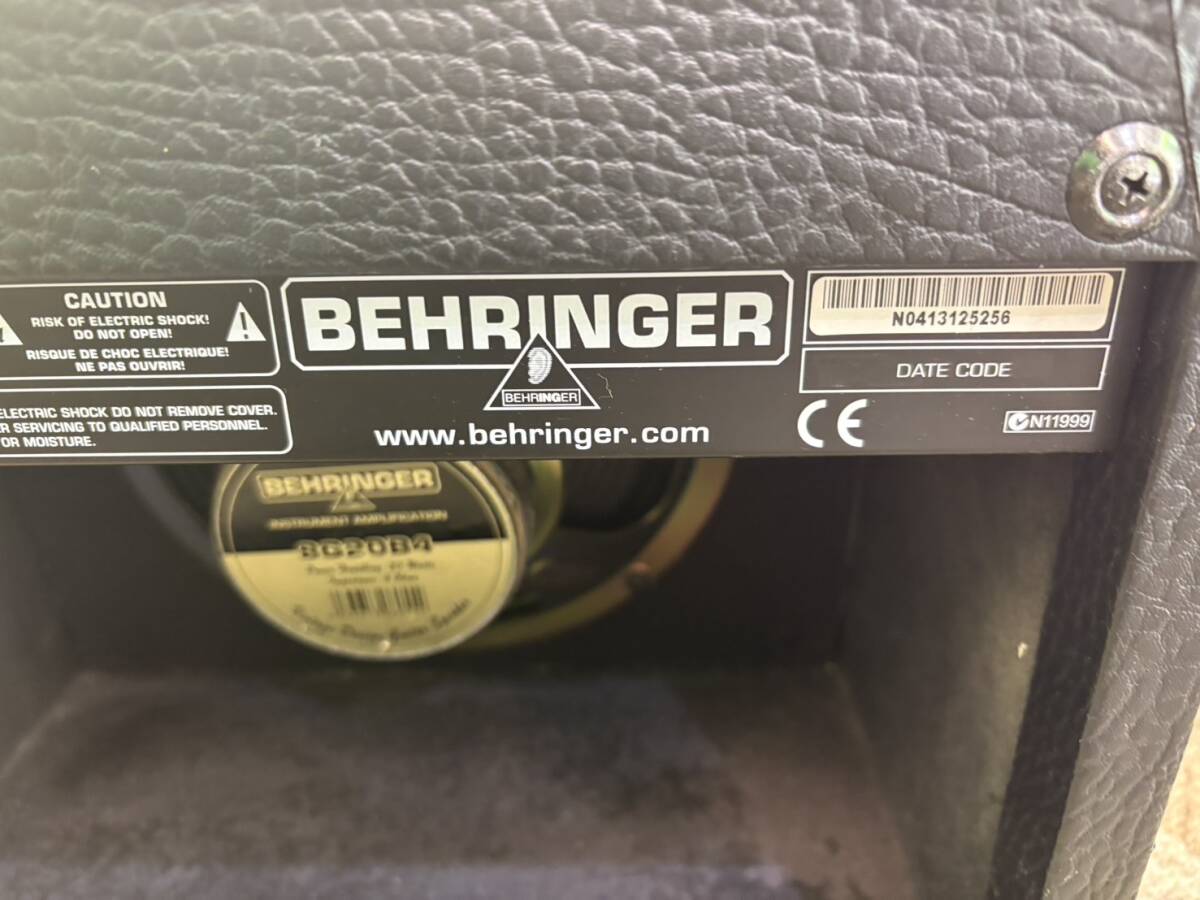 CAUTION
RISK OF ELECTRIC SHOCK!
DO NOT OPEN!
RISQUE DE CHOC ELECTRIQUE!
NE PAS OUVRIR!
ELECTRIC SHOCK DO NOT REMOVE COVER.
SERVICING TO QUALIFIED PERSONNEL.
OR MOISTURE.
BEHRINGER
BEHRINGER
www.behringer.com
N0413125256
DATE CODE
CE
N11999
BEHRINGER
INSTRUMENT AMPLIFICATION